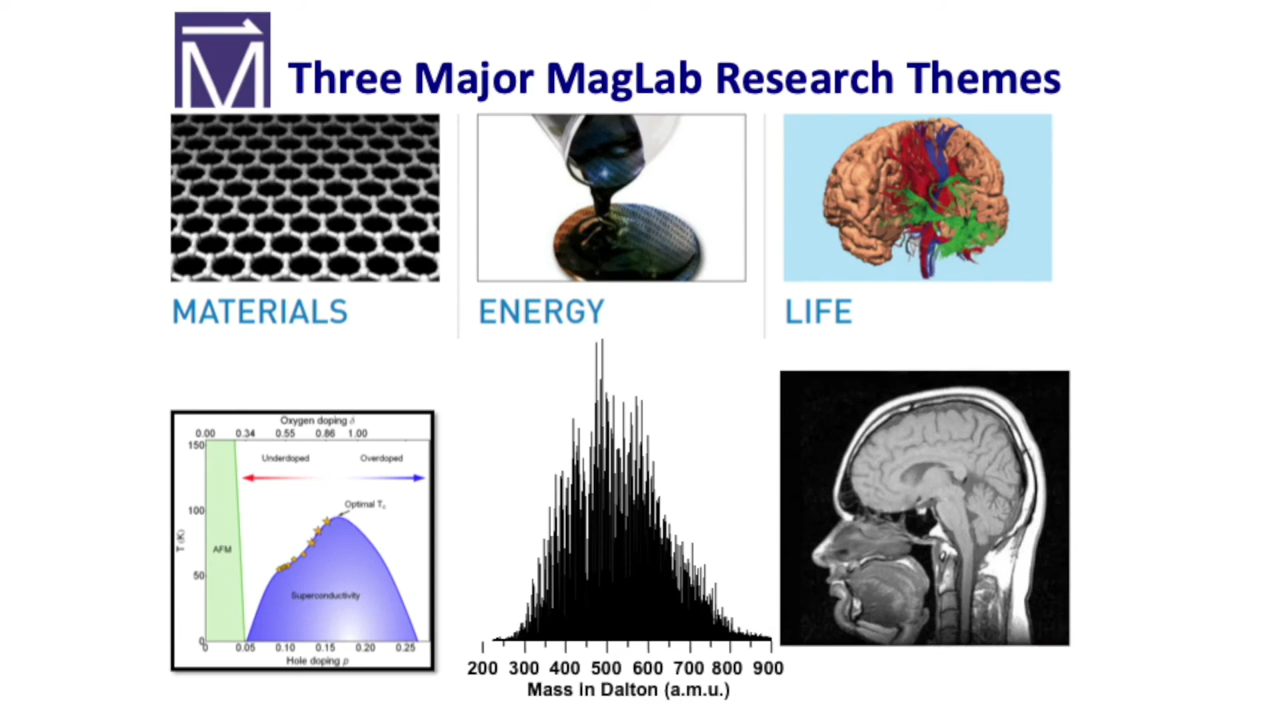 Three Major MagLab Research Themes
MATERIALS
ENERGY
LIFE
Oxygen doping δ
0.00 0.34 0.55 0.86 1.00
150
Underdoped
Overdoped
Optimal Tc
100
T (K)
AFM
50
Superconductivity
0
0 0.05 0.10 0.15 0.20 0.25
Hole doping p
200 300 400 500 600 700 800 900
Mass in Dalton (a.m.u.)